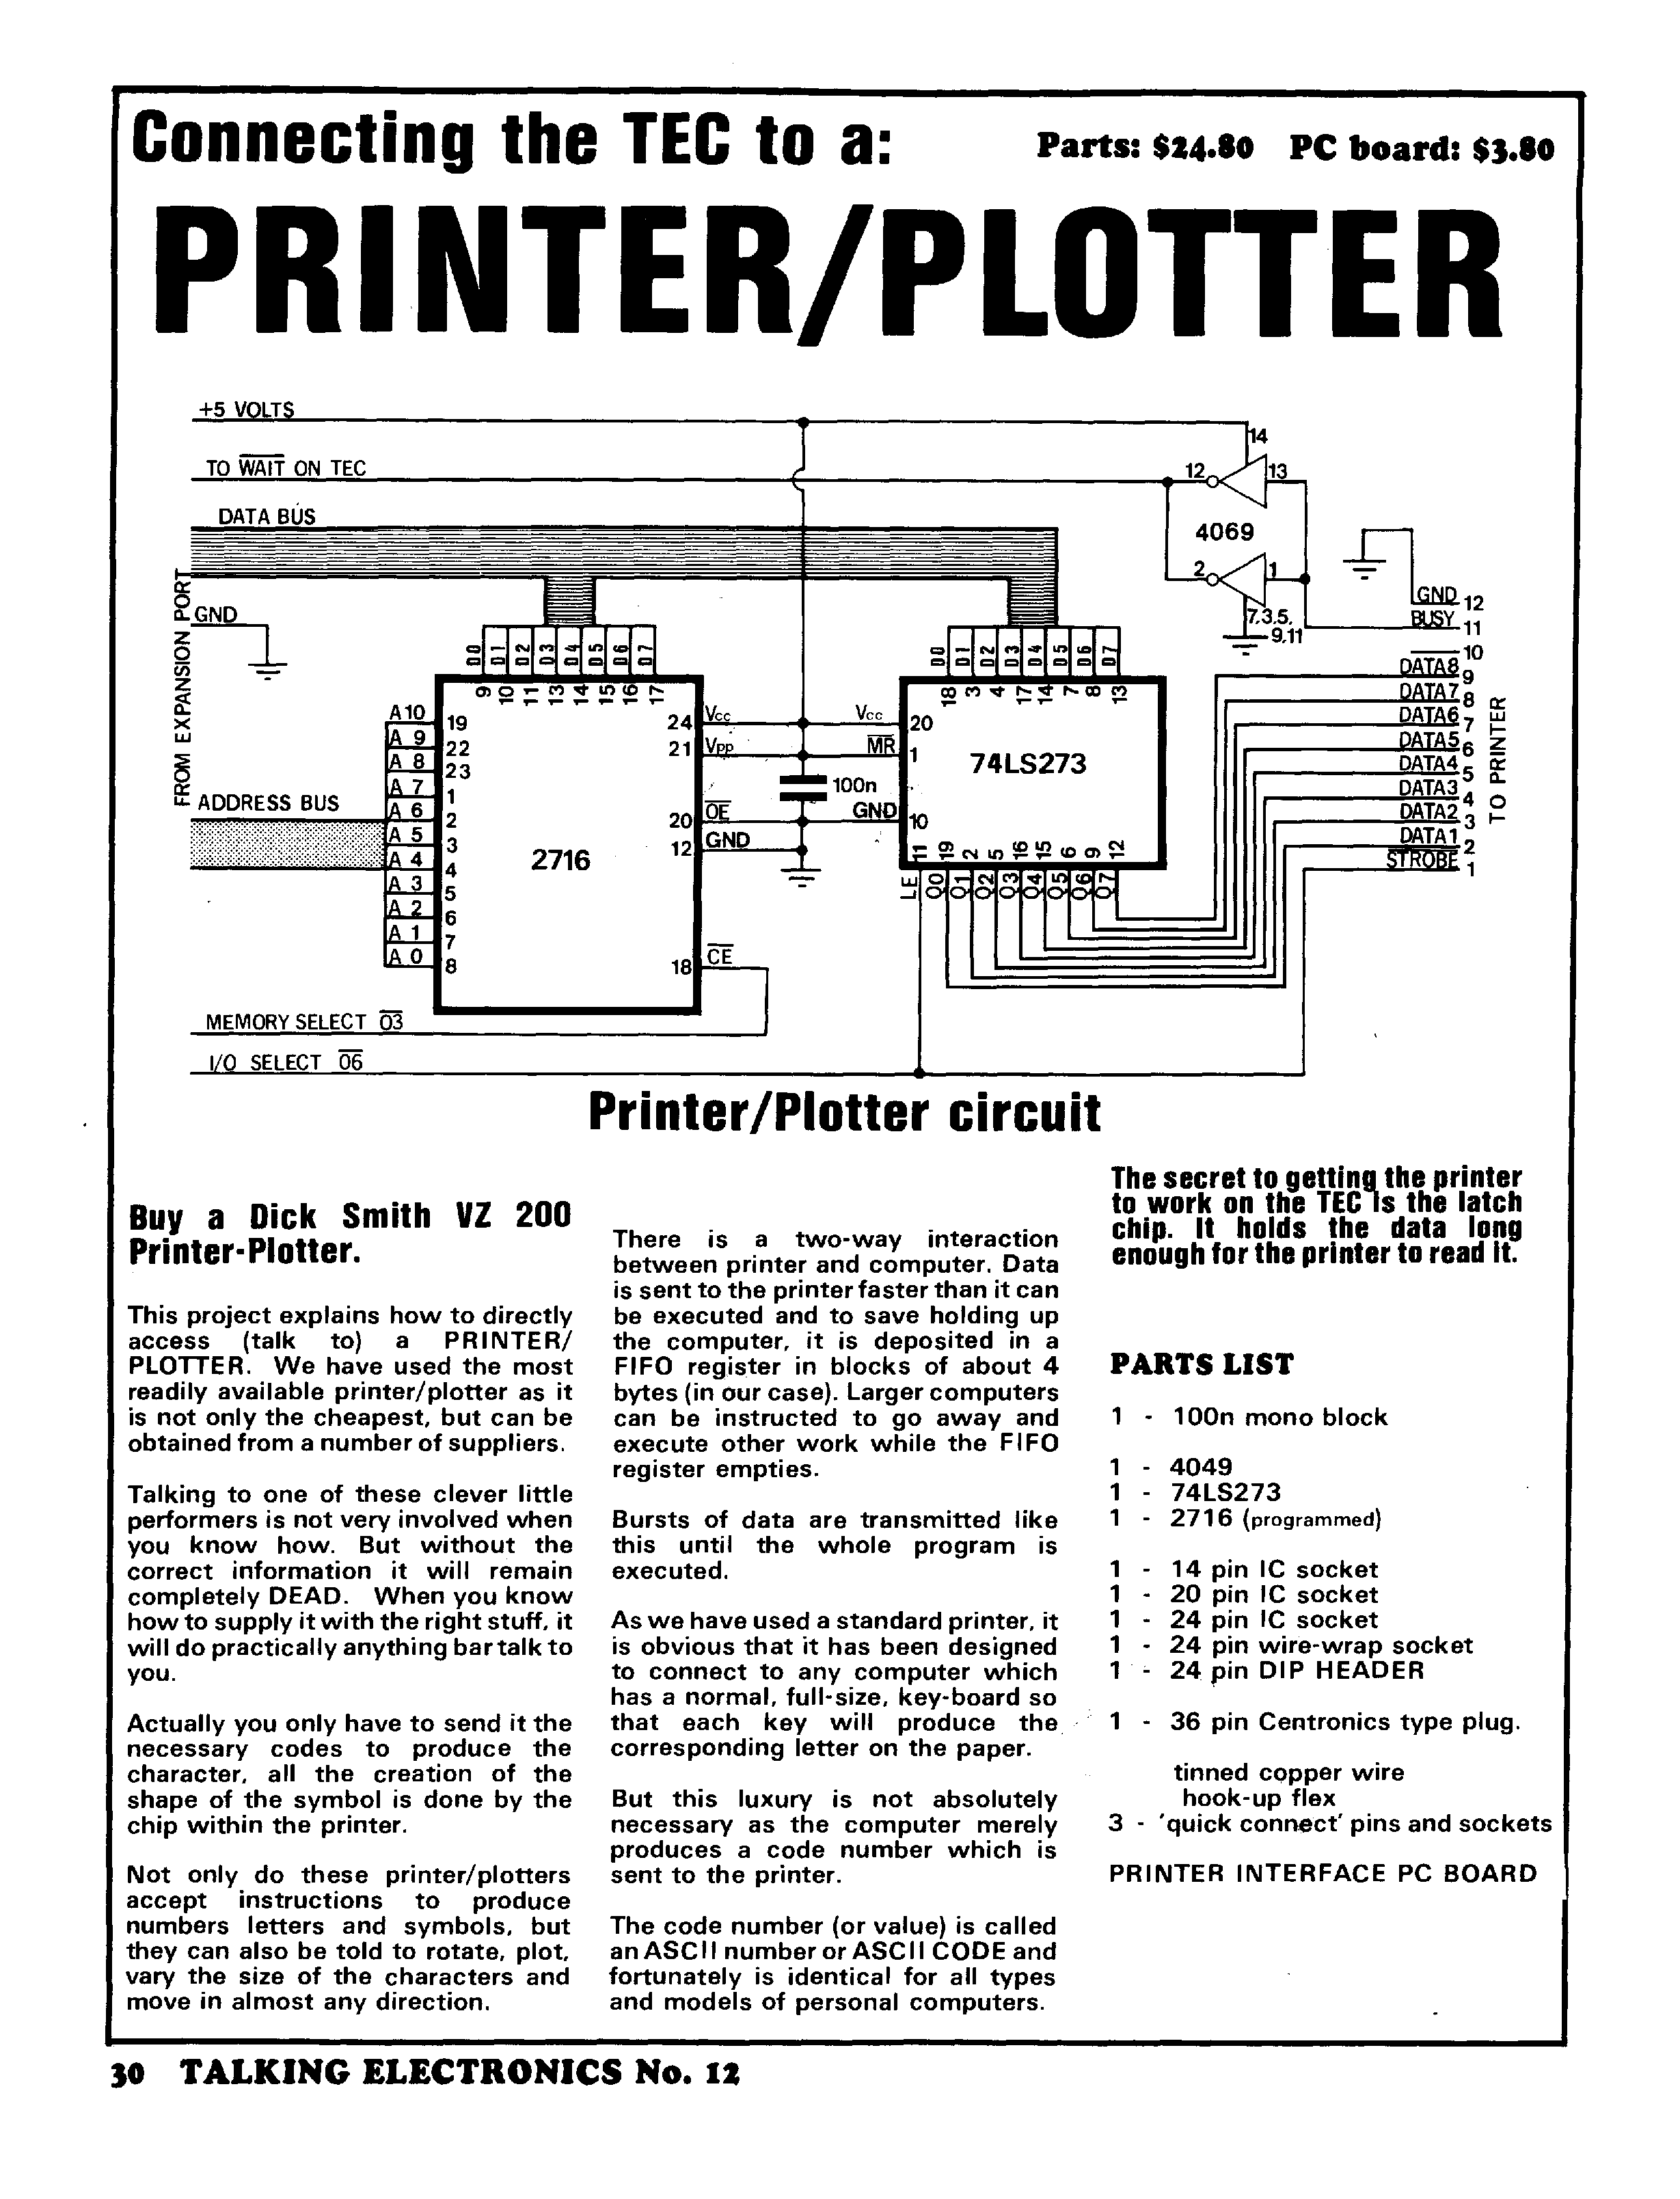 Connecting the TEC to a:
Parts: $24.80 PC board: $3.80
PRINTER/PLOTTER
+5 VOLTS
TO WAIT ON TEC
DATA BUS
FROM EXPANSION PORT
GND
ADDRESS BUS
MEMORY SELECT 03
I/O SELECT 06
D0 D1 D2 D3 D4 D5 D6 D7
9 10 11 13 14 15 16 17
A10 19
A 9 22
A 8 23
A 7 1
A 6 2
A 5 3
A 4 4
A 3 5
A 2 6
A 1 7
A 0 8
2716
24 Vcc
21 Vpp
20 OE
12 GND
18 CE
100n
D0 D1 D2 D3 D4 D5 D6 D7
18 3 4 17 14 7 8 13
Vcc 20
MR 1
GND 10
74LS273
11 19 2 5 16 15 6 9 12
LE Q0 Q1 Q2 Q3 Q4 Q5 Q6 Q7
14
12 13
4069
2 1
7.3.5.
9.11
GND 12
BUSY 11
10
DATA8 9
DATA7 8
DATA6 7
DATA5 6
DATA4 5
DATA3 4
DATA2 3
DATA1 2
STROBE 1
TO PRINTER
Printer/Plotter circuit
Buy a Dick Smith VZ 200
Printer-Plotter.
This project explains how to directly
access (talk to) a PRINTER/
PLOTTER. We have used the most
readily available printer/plotter as it
is not only the cheapest, but can be
obtained from a number of suppliers.
Talking to one of these clever little
performers is not very involved when
you know how. But without the
correct information it will remain
completely DEAD. When you know
how to supply it with the right stuff, it
will do practically anything bar talk to
you.
Actually you only have to send it the
necessary codes to produce the
character, all the creation of the
shape of the symbol is done by the
chip within the printer.
Not only do these printer/plotters
accept instructions to produce
numbers letters and symbols, but
they can also be told to rotate, plot,
vary the size of the characters and
move in almost any direction.
There is a two-way interaction
between printer and computer. Data
is sent to the printer faster than it can
be executed and to save holding up
the computer, it is deposited in a
FIFO register in blocks of about 4
bytes (in our case). Larger computers
can be instructed to go away and
execute other work while the FIFO
register empties.
Bursts of data are transmitted like
this until the whole program is
executed.
As we have used a standard printer, it
is obvious that it has been designed
to connect to any computer which
has a normal, full-size, key-board so
that each key will produce the
corresponding letter on the paper.
But this luxury is not absolutely
necessary as the computer merely
produces a code number which is
sent to the printer.
The code number (or value) is called
an ASCII number or ASCII CODE and
fortunately is identical for all types
and models of personal computers.
The secret to getting the printer
to work on the TEC is the latch
chip. It holds the data long
enough for the printer to read it.
PARTS LIST
1 - 100n mono block
1 - 4049
1 - 74LS273
1 - 2716 (programmed)
1 - 14 pin IC socket
1 - 20 pin IC socket
1 - 24 pin IC socket
1 - 24 pin wire-wrap socket
1 - 24 pin DIP HEADER
1 - 36 pin Centronics type plug.
tinned copper wire
hook-up flex
3 - 'quick connect' pins and sockets
PRINTER INTERFACE PC BOARD
30 TALKING ELECTRONICS No. 12